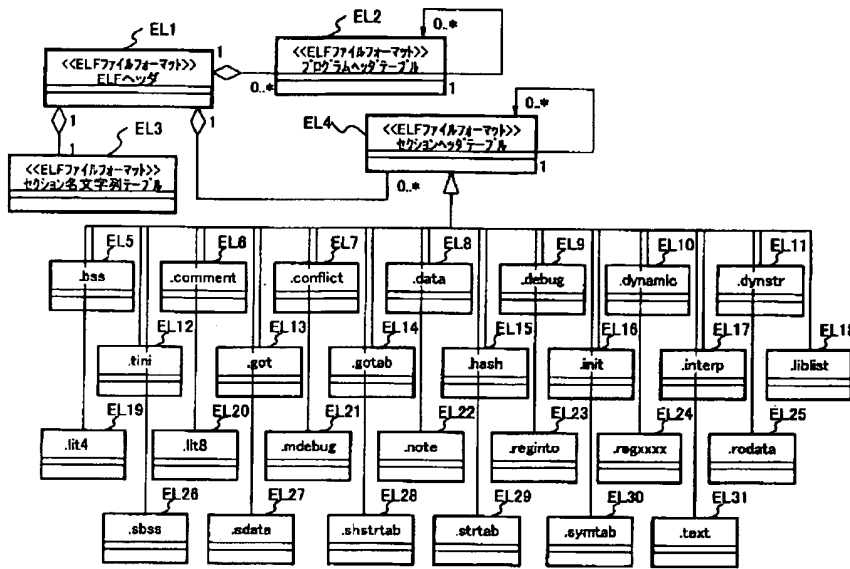 EL1
1
<<ELFファイルフォーマット>>
ELFヘッダ
1
1
EL2
0..*
<<ELFファイルフォーマット>>
プログラムヘッダテーブル
0..*
1
EL3
1
<<ELFファイルフォーマット>>
セクション名文字列テーブル
EL4
0..*
<<ELFファイルフォーマット>>
セクションヘッダテーブル
1
0..*
EL5
EL6
EL7
EL8
EL9
EL10
EL11
.bss
.comment
.conflict
.data
.debug
.dynamic
.dynstr
EL12
EL13
EL14
EL15
EL16
EL17
EL18
.tini
.got
.gotab
.hash
.init
.interp
.liblist
EL19
EL20
EL21
EL22
EL23
EL24
EL25
.lit4
.lit8
.mdebug
.note
.reginto
.regxxxx
.rodata
EL26
EL27
EL28
EL29
EL30
EL31
.sbss
.sdata
.shstrtab
.strtab
.symtab
.text